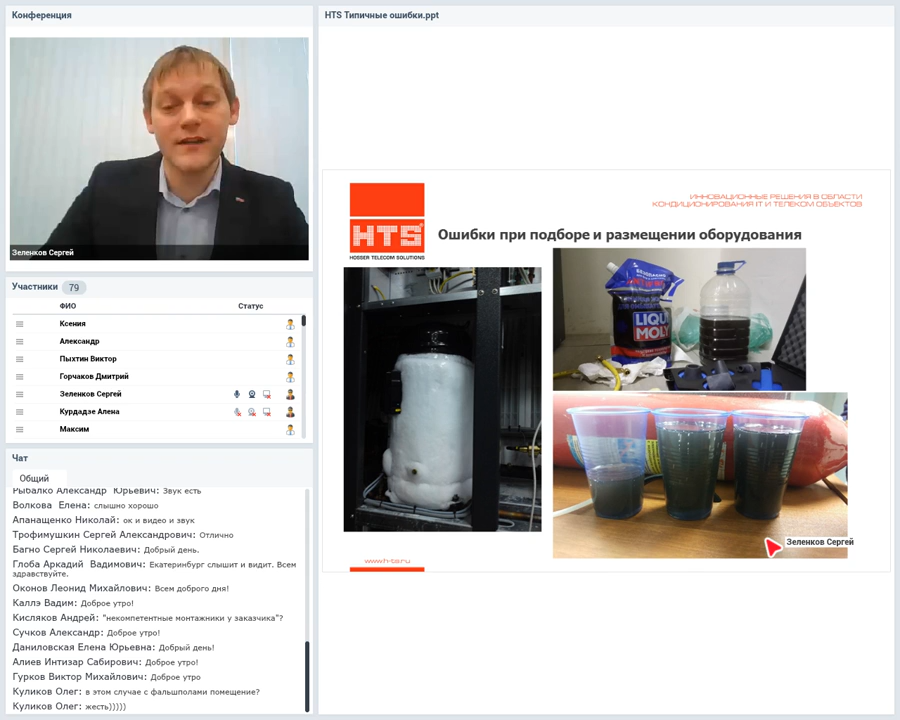 Конференция
Зеленков Сергей
Участники 79
ФИО Статус
Ксения
Александр
Пыхтин Виктор
Горчаков Дмитрий
Зеленков Сергей
Курдадзе Алена
Максим
Чат
Общий
Рыбалко Александр Юрьевич: Звук есть
Волкова Елена: слышно хорошо
Апанащенко Николай: ок и видео и звук
Трофимушкин Сергей Александрович: Отлично
Багно Сергей Николаевич: Добрый день.
Глоба Аркадий Вадимович: Екатеринбург слышит и видит. Всем
здравствуйте.
Оконов Леонид Михайлович: Всем доброго дня!
Каллэ Вадим: Доброе утро!
Кисляков Андрей: "некомпетентные монтажники у заказчика"?
Сучков Александр: Доброе утро!
Даниловская Елена Юрьевна: Добрый день!
Алиев Интизар Сабирович: Доброе утро!
Гурков Виктор Михайлович: Доброе утро
Куликов Олег: в этом случае с фальшполами помещение?
Куликов Олег: жесть)))))
HTS Типичные ошибки.ppt
ИННОВАЦИОННЫЕ РЕШЕНИЯ В ОБЛАСТИ
КОНДИЦИОНИРОВАНИЯ IT И ТЕЛЕКОМ ОБЪЕКТОВ
HTS
HOSSER TELECOM SOLUTIONS
Ошибки при подборе и размещении оборудования
LIQUI
MOLY
Зеленков Сергей
www.h-ts.ru